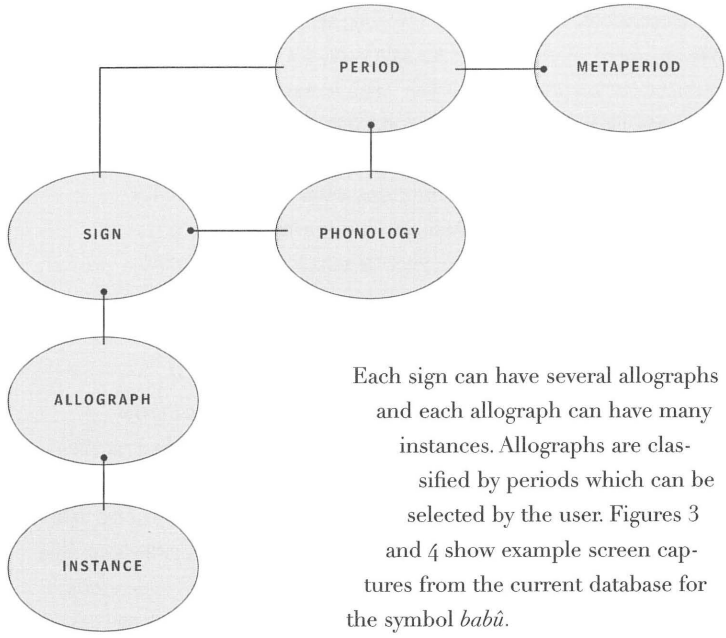 PERIOD
METAPERIOD
SIGN
PHONOLOGY
ALLOGRAPH
INSTANCE
Each sign can have several allographs
and each allograph can have many
instances. Allographs are clas-
sified by periods which can be
selected by the user. Figures 3
and 4 show example screen cap-
tures from the current database for
the symbol babû.